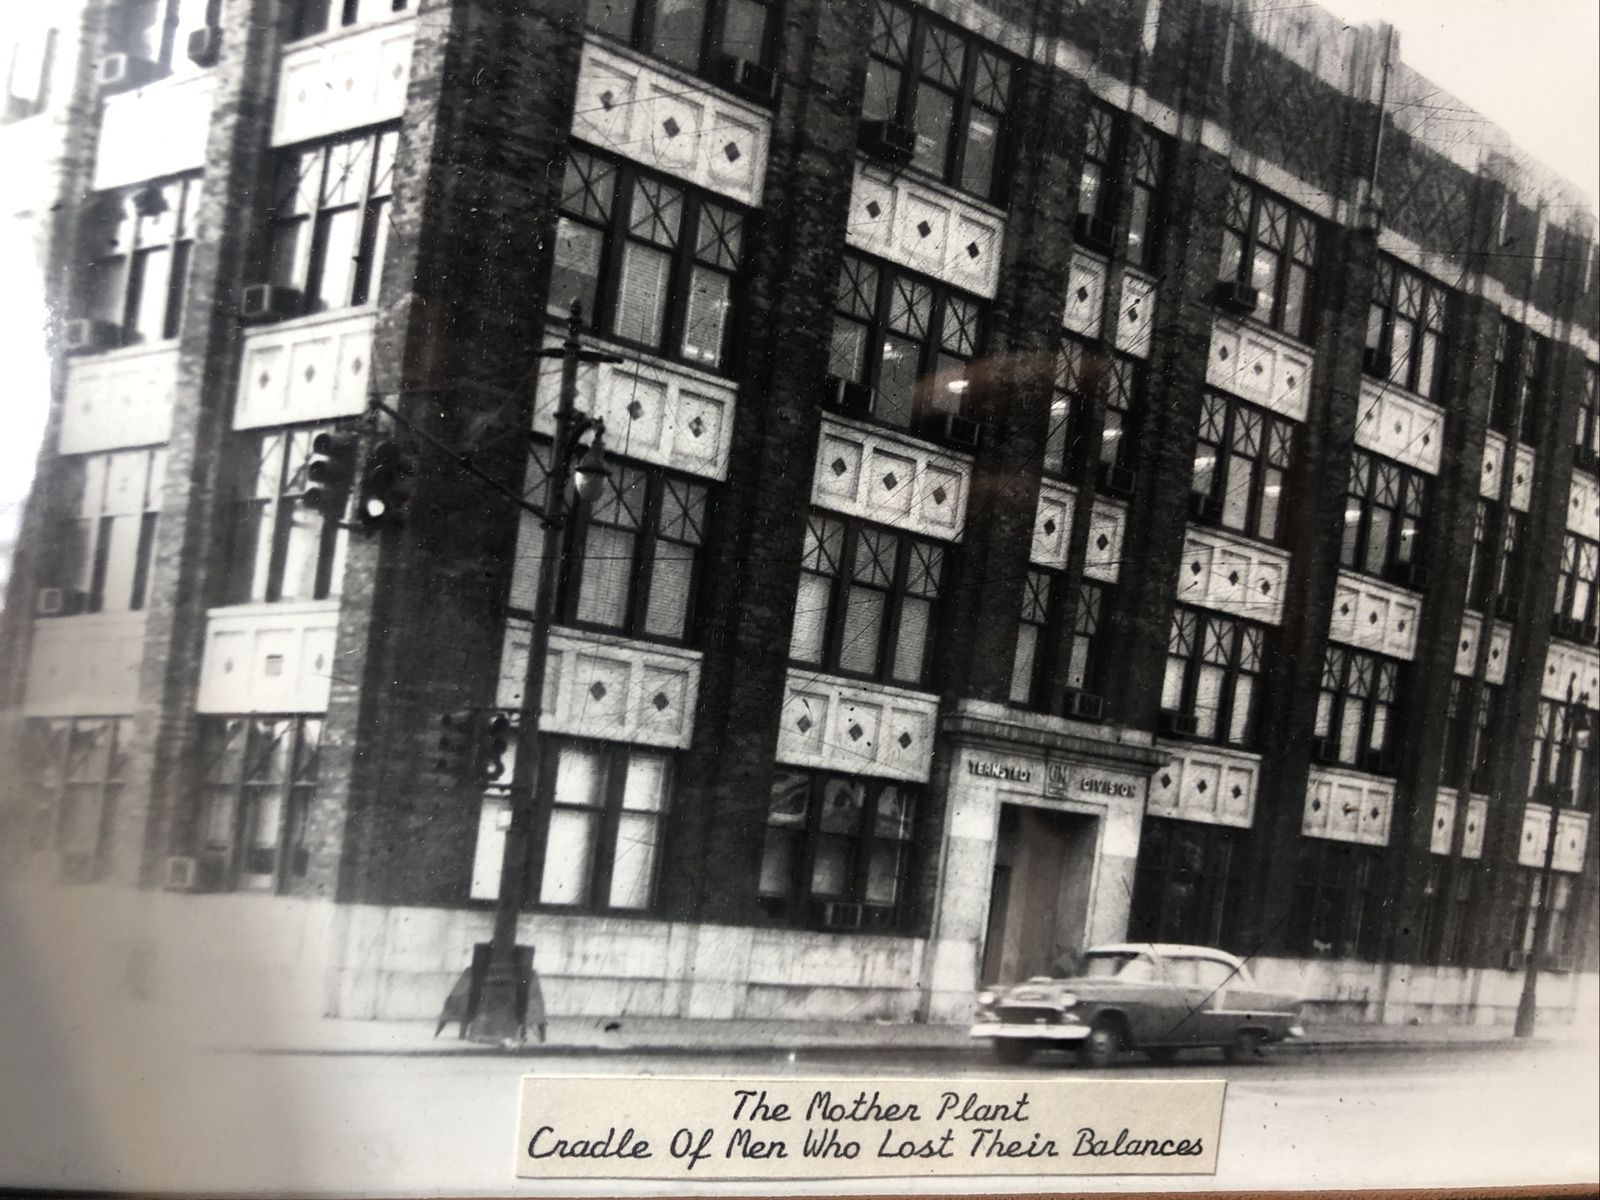 TERNSTEDT GM DIVISION
The Mother Plant
Cradle Of Men Who Lost Their Balances